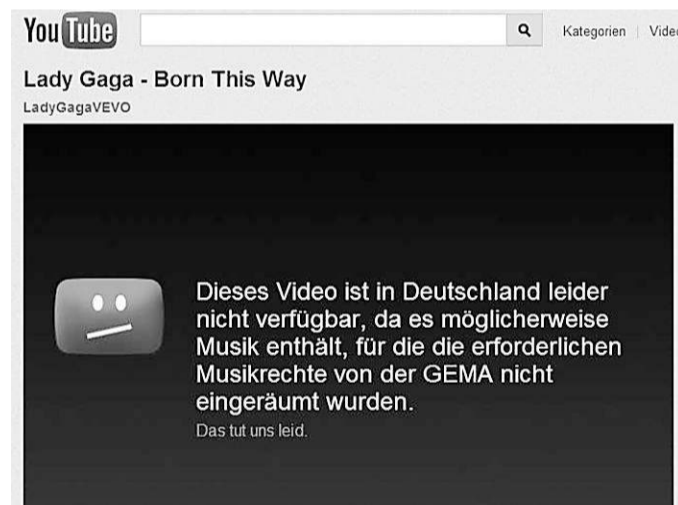 YouTube
Kategorien | Vide
Lady Gaga - Born This Way
LadyGagaVEVO
Dieses Video ist in Deutschland leider
nicht verfügbar, da es möglicherweise
Musik enthält, für die die erforderlichen
Musikrechte von der GEMA nicht
eingeräumt wurden.
Das tut uns leid.